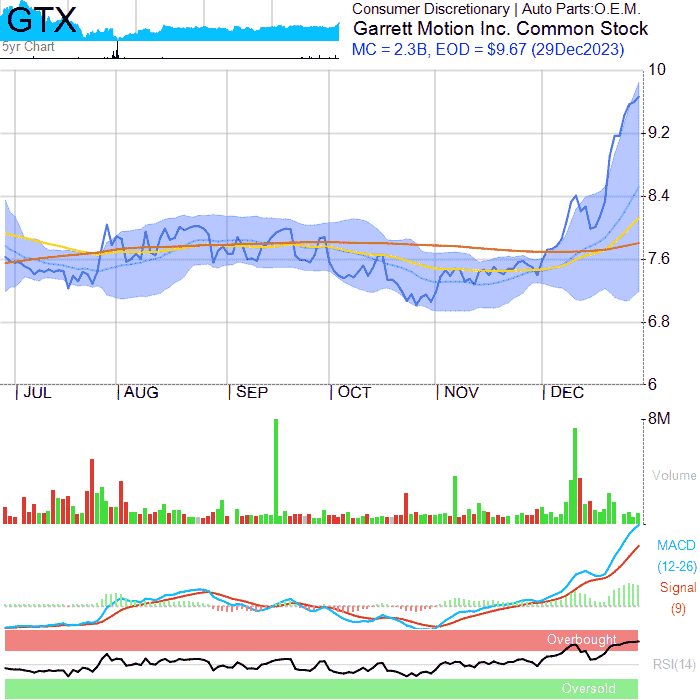 GTX
5yr Chart
Consumer Discretionary | Auto Parts:O.E.M.
Garrett Motion Inc. Common Stock
MC = 2.3B, EOD = $9.67 (29Dec2023)
10
9.2
8.4
7.6
6.8
6
JUL AUG SEP OCT NOV DEC
8M
Volume
MACD
(12-26)
Signal
(9)
Overbought
RSI(14)
Oversold